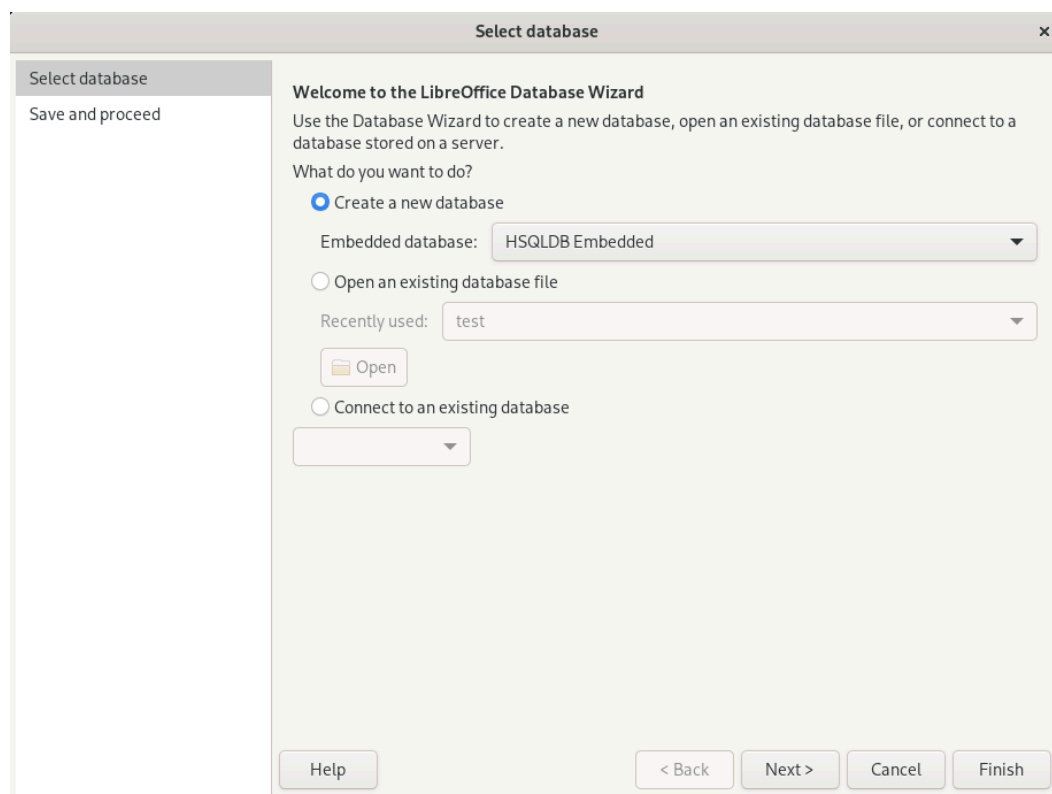 Select database
×
Select database
Save and proceed
Welcome to the LibreOffice Database Wizard
Use the Database Wizard to create a new database, open an existing database file, or connect to a
database stored on a server.
What do you want to do?
Create a new database
Embedded database: HSQLDB Embedded
Open an existing database file
Recently used: test
Open
Connect to an existing database
Help < Back Next > Cancel Finish